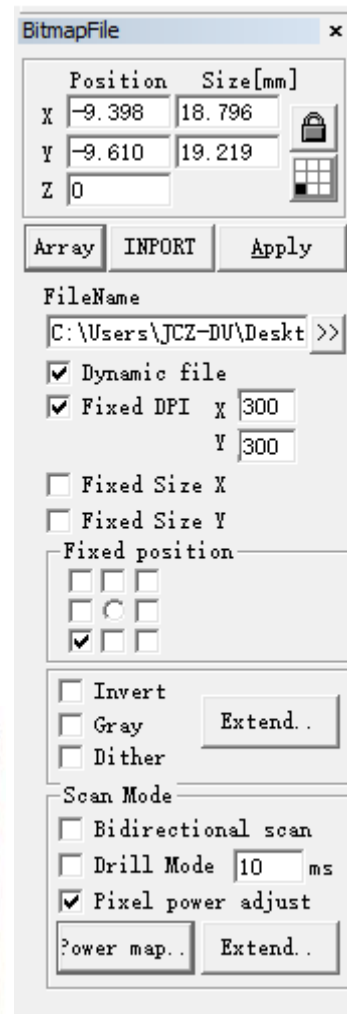 BitmapFile x
Position Size[mm]
X -9.398 18.796
Y -9.610 19.219
Z 0
Array INPORT Apply
FileName
C:\Users\JCZ-DU\Deskt >>
Dynamic file
Fixed DPI X 300
Y 300
Fixed Size X
Fixed Size Y
Fixed position
Invert
Gray Extend..
Dither
Scan Mode
Bidirectional scan
Drill Mode 10 ms
Pixel power adjust
Power map.. Extend..